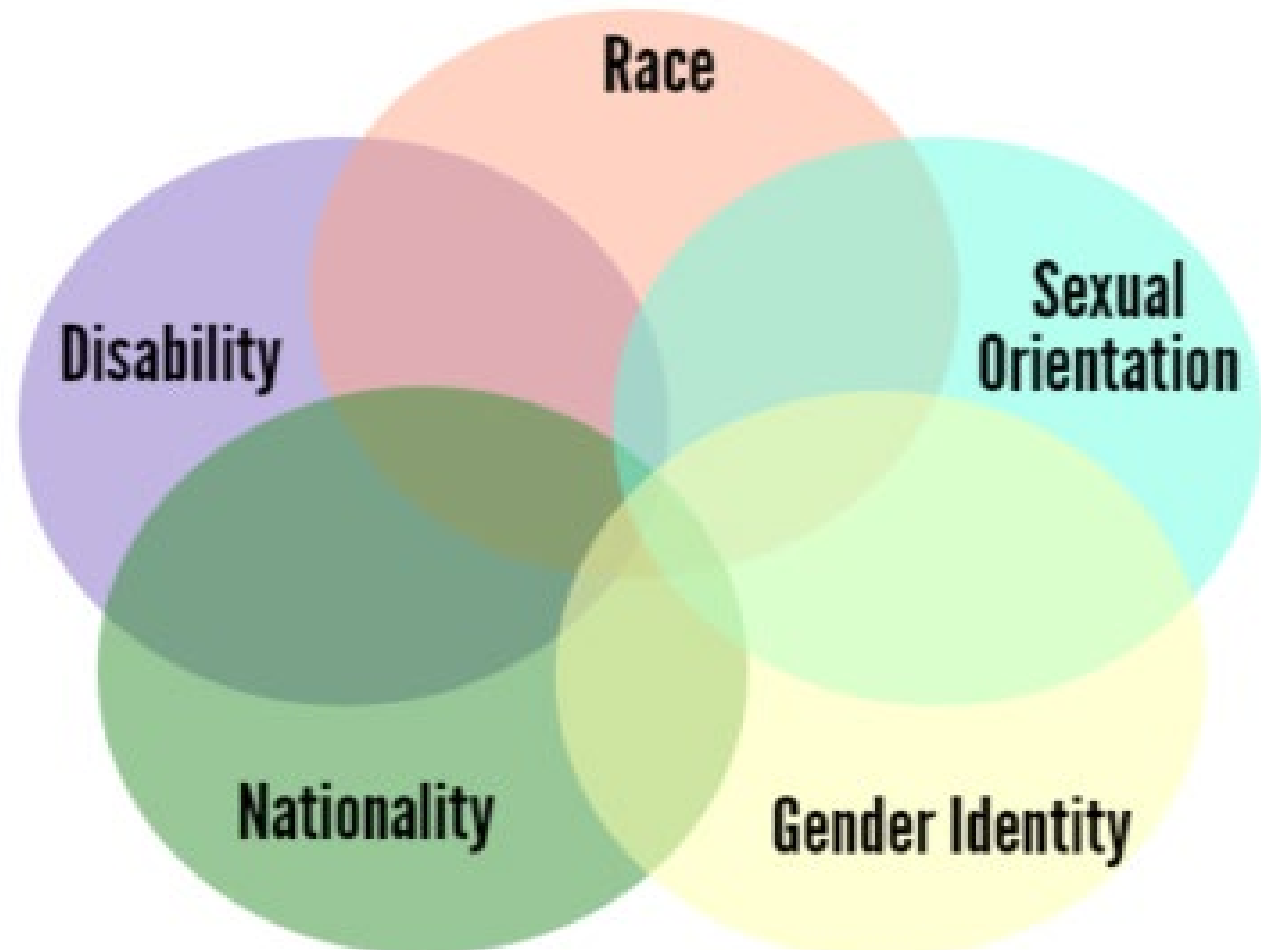 Race
Sexual
Orientation
Disability
Nationality
Gender Identity